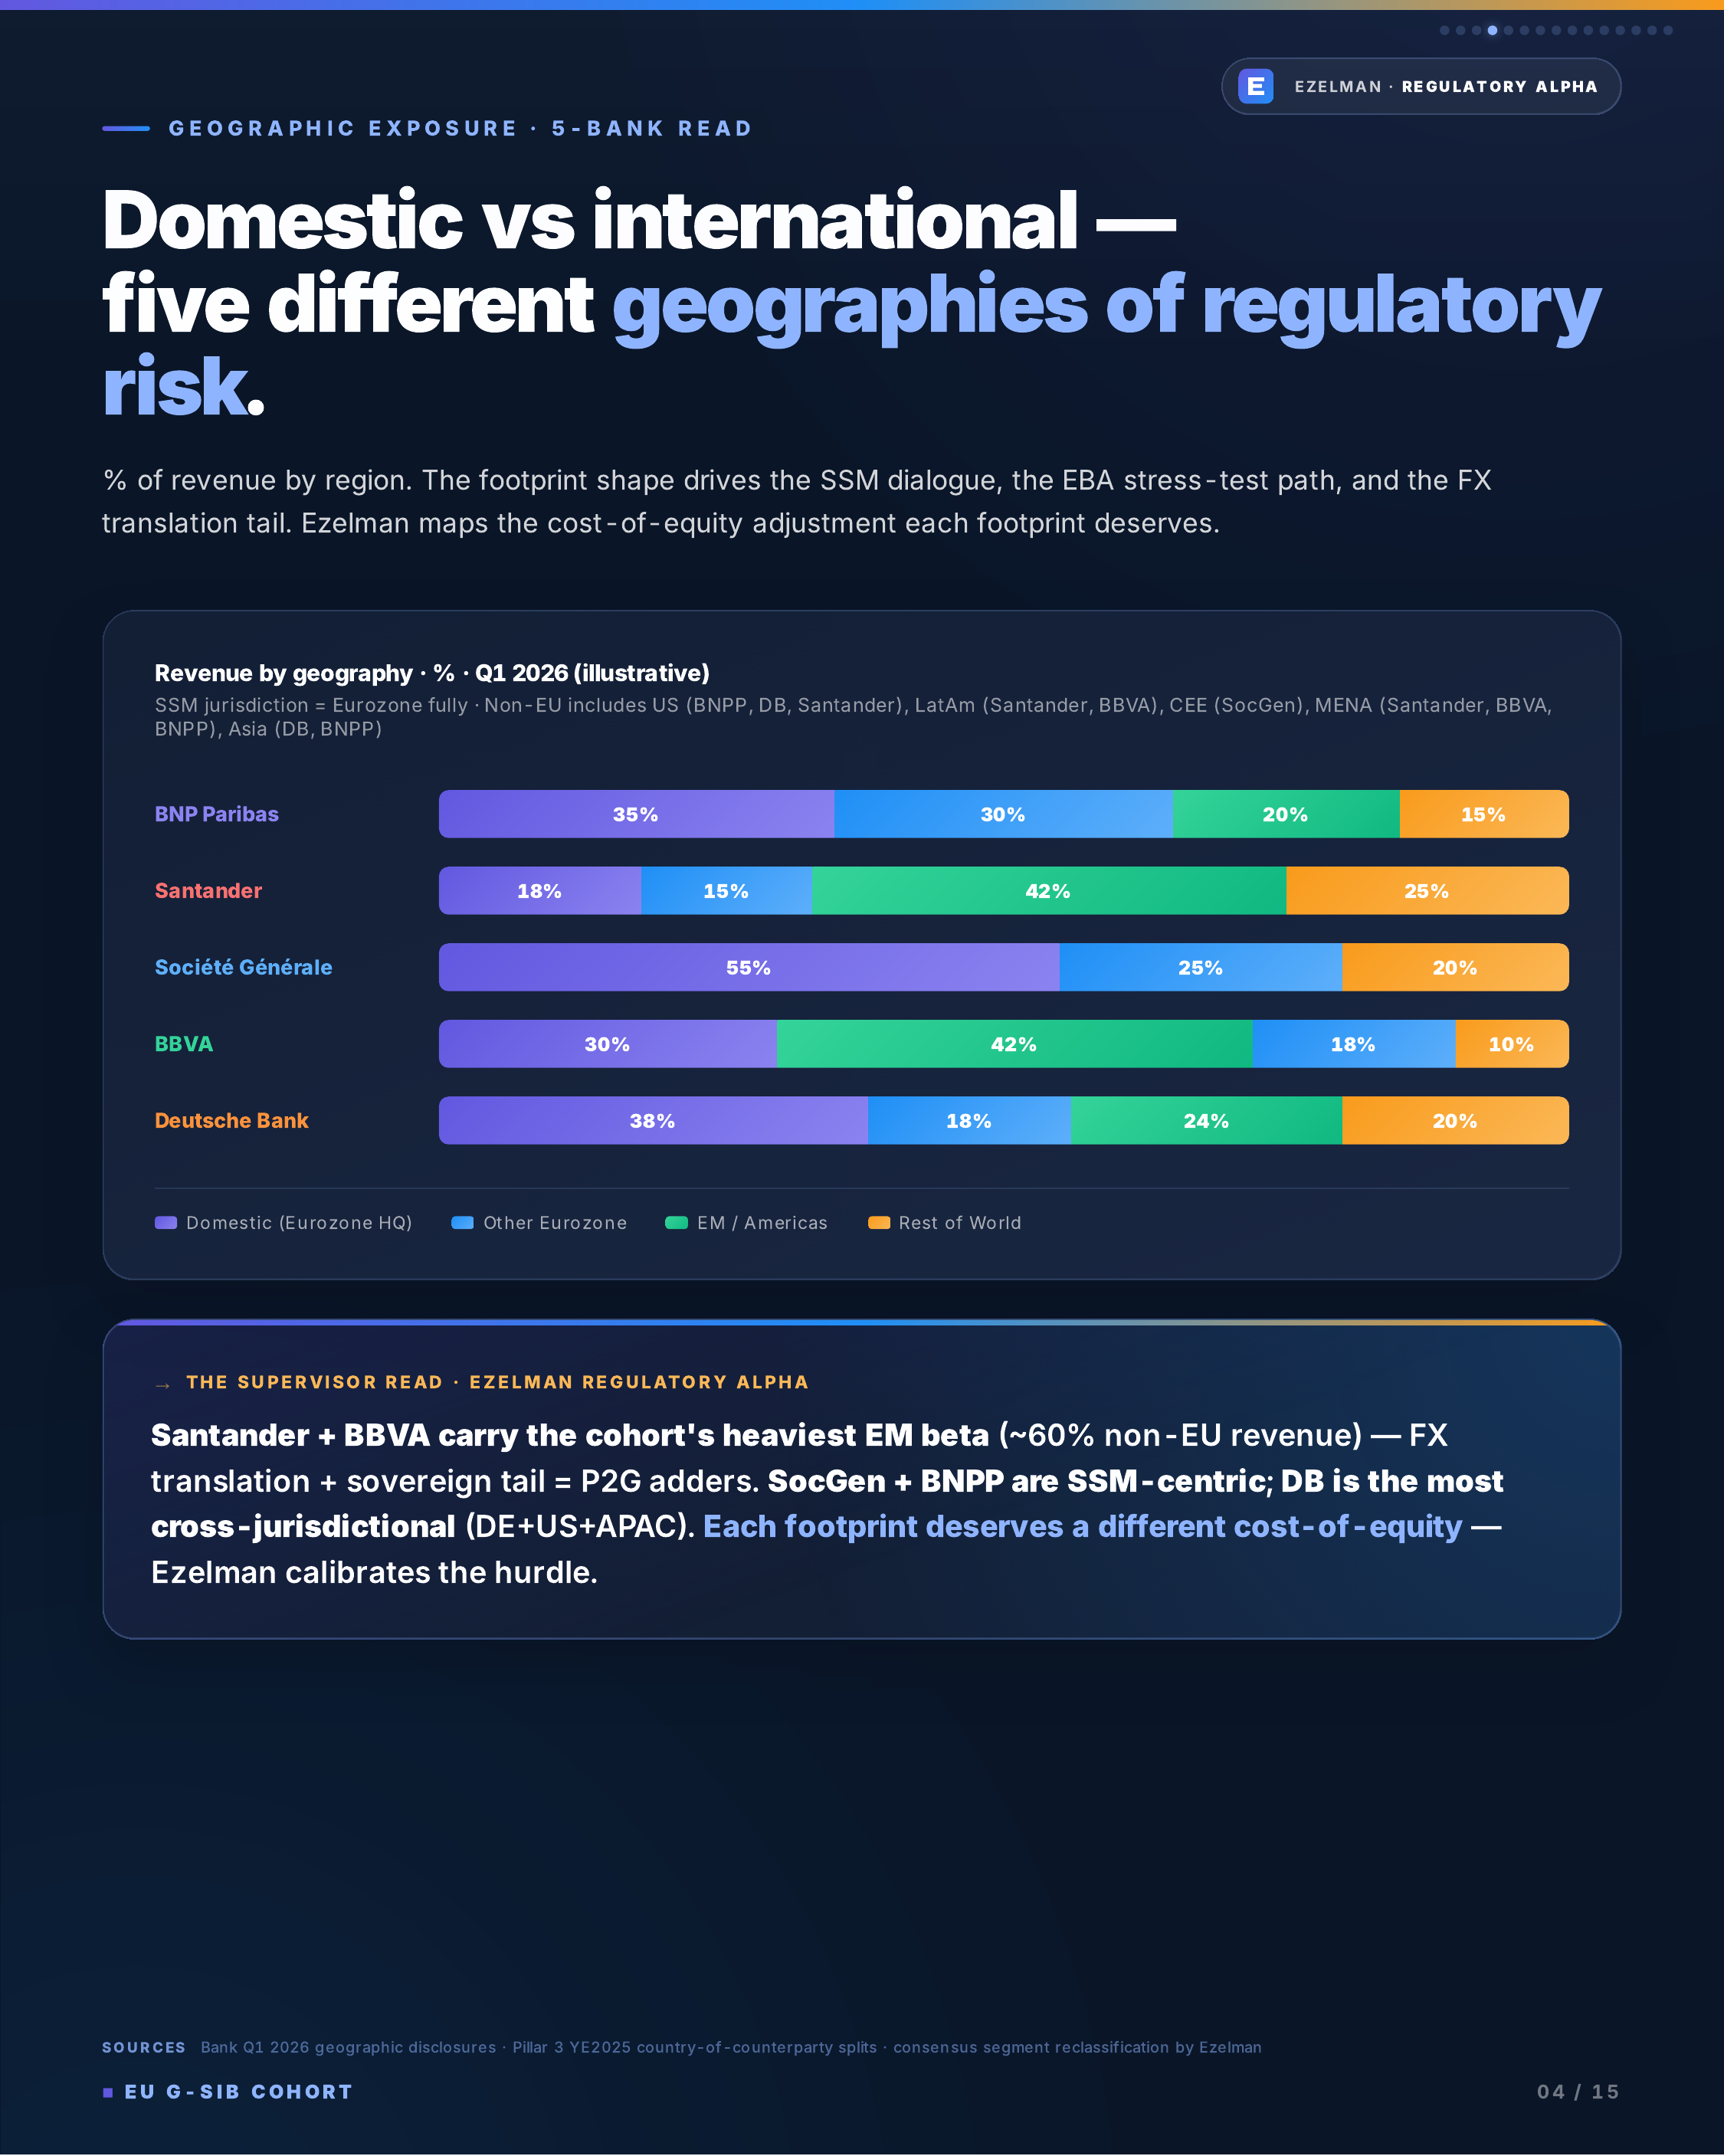 E EZELMAN · REGULATORY ALPHA
GEOGRAPHIC EXPOSURE · 5-BANK READ
Domestic vs international —
five different geographies of regulatory
risk.
% of revenue by region. The footprint shape drives the SSM dialogue, the EBA stress-test path, and the FX
translation tail. Ezelman maps the cost-of-equity adjustment each footprint deserves.
Revenue by geography · % · Q1 2026 (illustrative)
SSM jurisdiction = Eurozone fully · Non-EU includes US (BNPP, DB, Santander), LatAm (Santander, BBVA), CEE (SocGen), MENA (Santander, BBVA,
BNPP), Asia (DB, BNPP)
BNP Paribas 35% 30% 20% 15%
Santander 18% 15% 42% 25%
Société Générale 55% 25% 20%
BBVA 30% 42% 18% 10%
Deutsche Bank 38% 18% 24% 20%
Domestic (Eurozone HQ) Other Eurozone EM / Americas Rest of World
→ THE SUPERVISOR READ · EZELMAN REGULATORY ALPHA
Santander + BBVA carry the cohort's heaviest EM beta (~60% non-EU revenue) — FX
translation + sovereign tail = P2G adders. SocGen + BNPP are SSM-centric; DB is the most
cross-jurisdictional (DE+US+APAC). Each footprint deserves a different cost-of-equity —
Ezelman calibrates the hurdle.
SOURCES Bank Q1 2026 geographic disclosures · Pillar 3 YE2025 country-of-counterparty splits · consensus segment reclassification by Ezelman
■ EU G-SIB COHORT 04 / 15